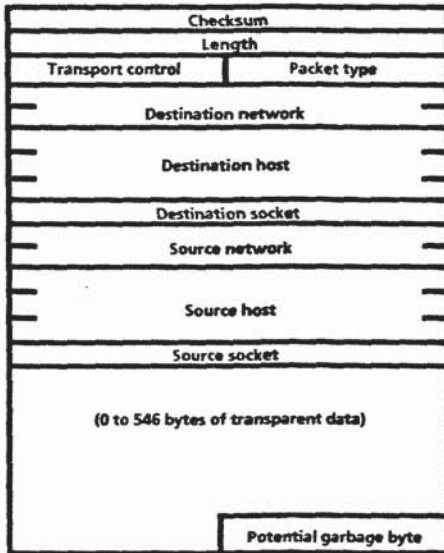 Checksum
Length
Transport control Packet type
Destination network
Destination host
Destination socket
Source network
Source host
Source socket
(0 to 546 bytes of transparent data)
Potential garbage byte